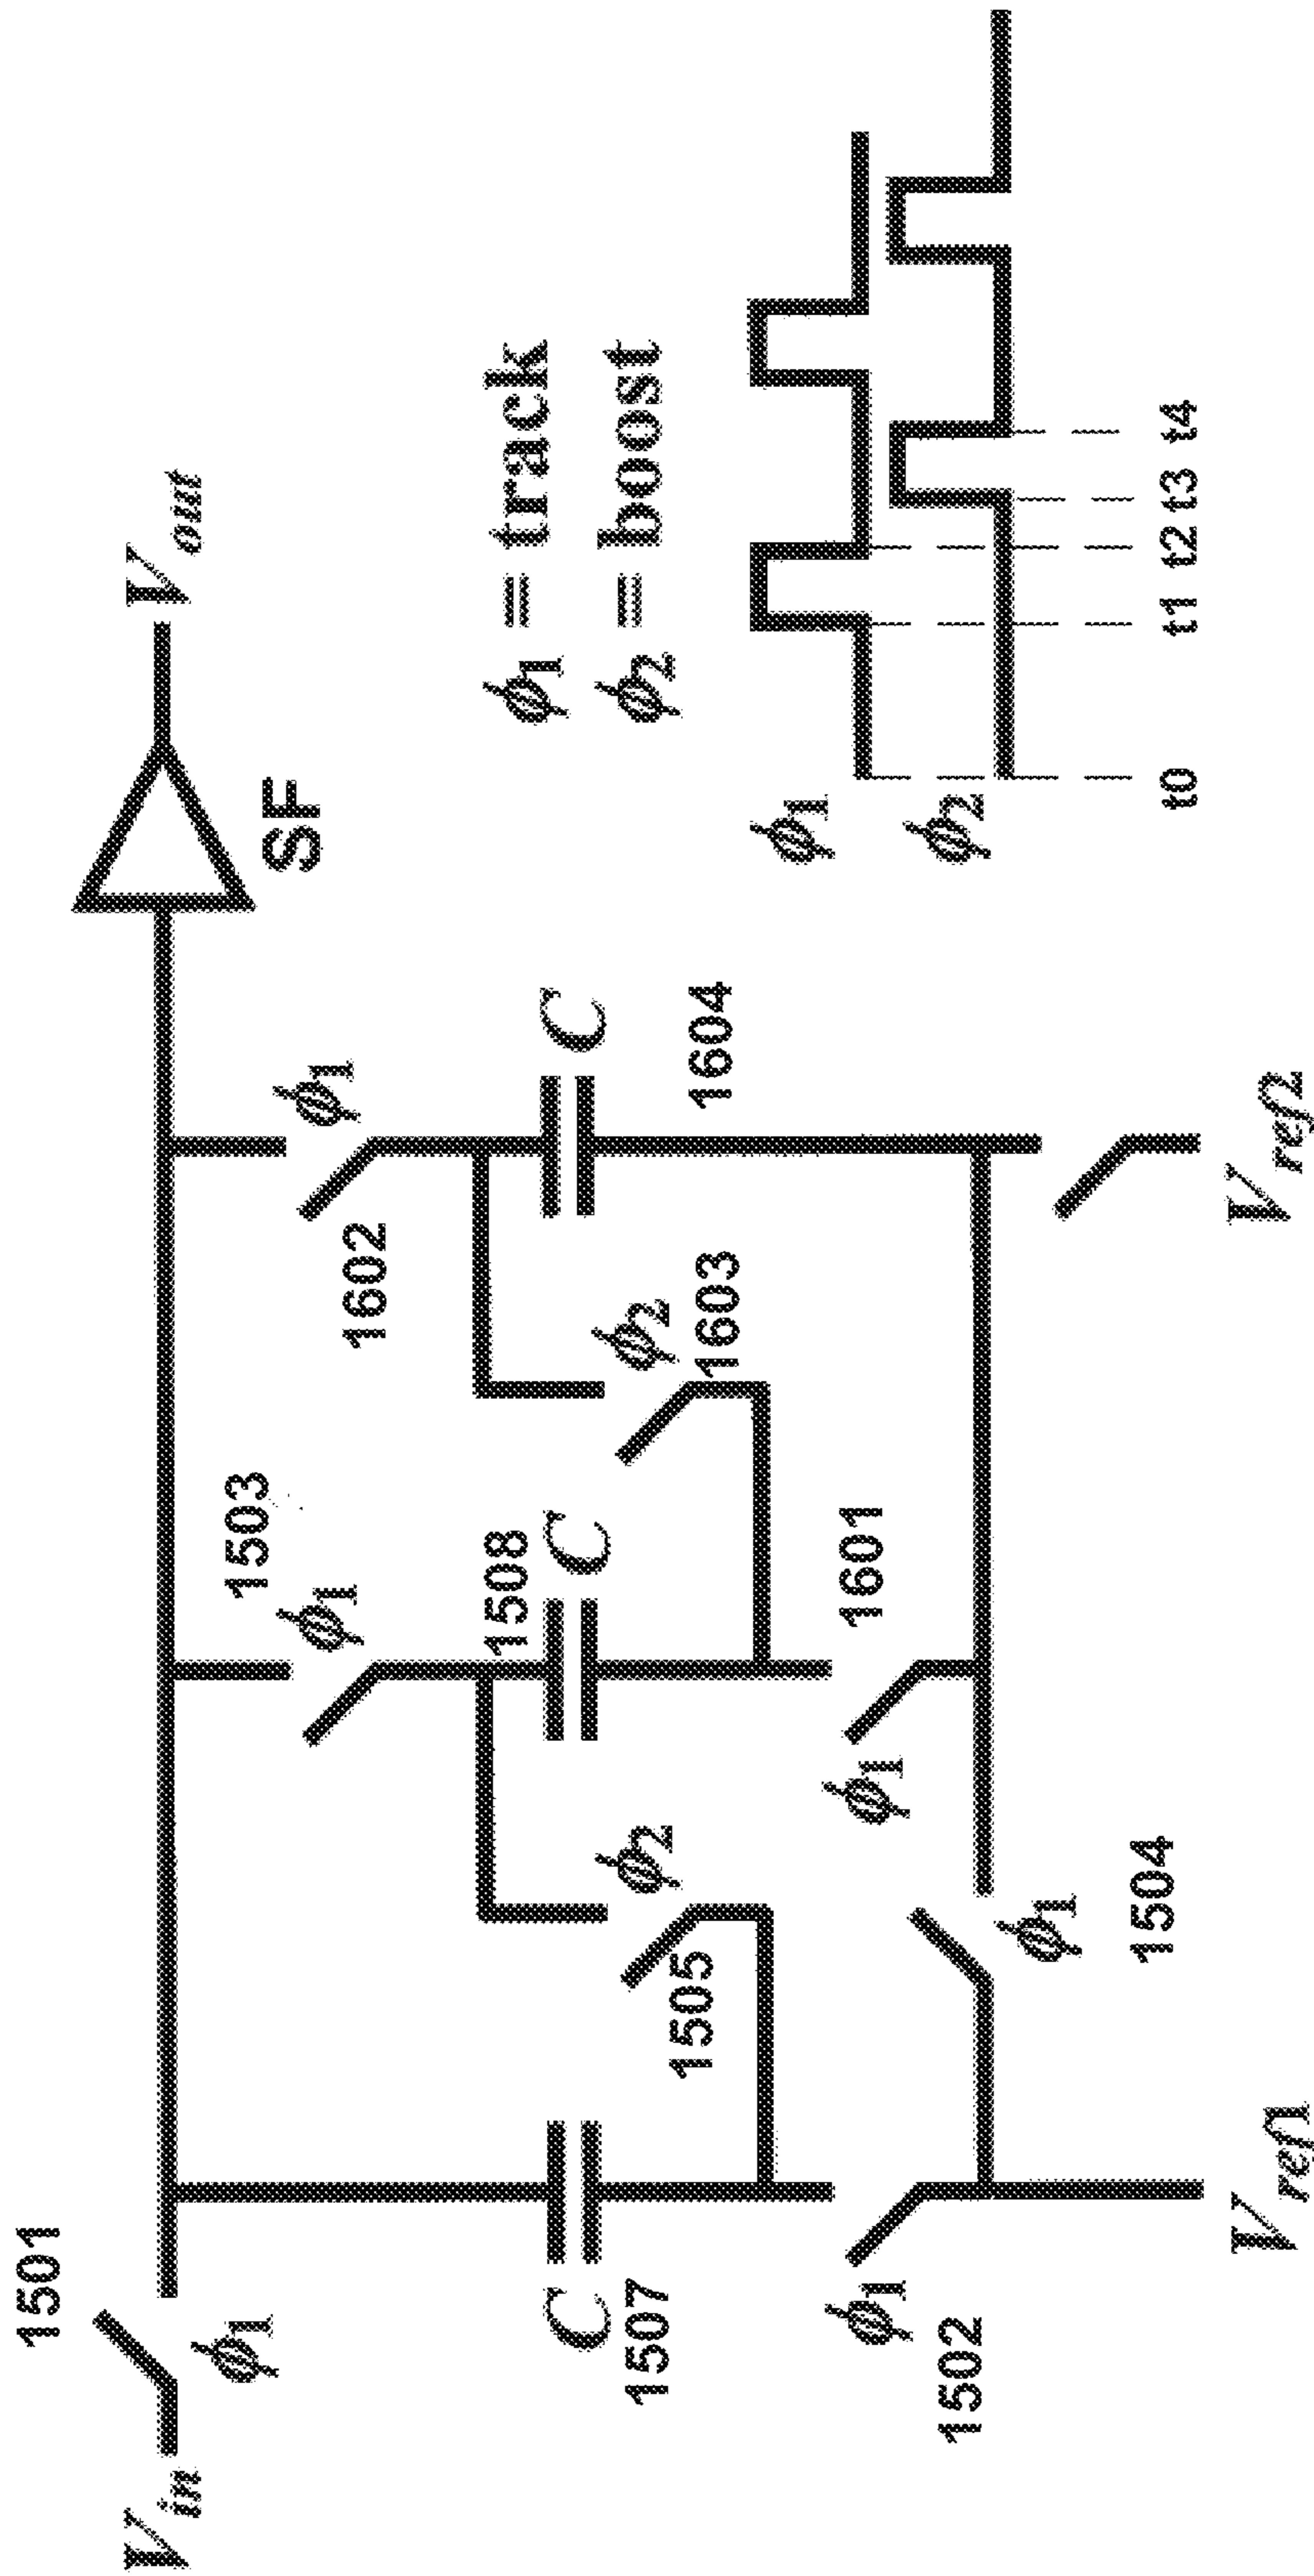 1501
V_in
ϕ1
V_out
SF
1503
ϕ1
ϕ1
1602
C
1507
1508
C
C
1604
1505
ϕ2
ϕ2
1603
ϕ1
1502
ϕ1
1601
ϕ1
1504
V_ref1
V_ref2
ϕ1 = track
ϕ2 = boost
ϕ1
ϕ2
t0 t1 t2 t3 t4